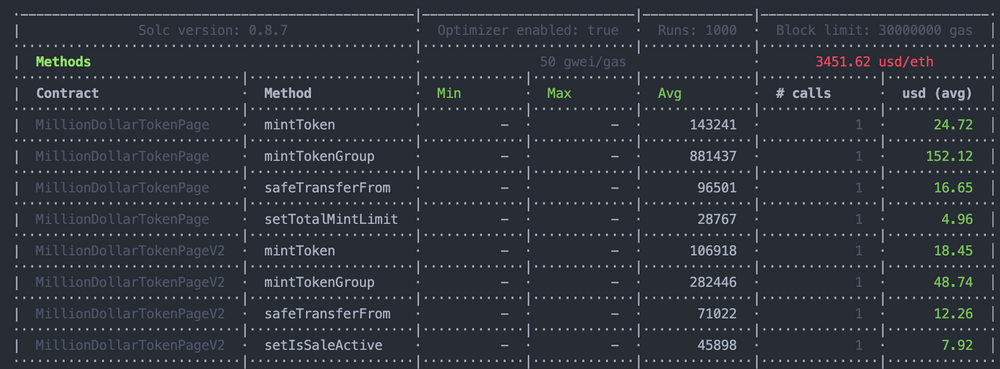 Solc version: 0.8.7 Optimizer enabled: true Runs: 1000 Block limit: 30000000 gas
Methods 50 gwei/gas 3451.62 usd/eth
Contract Method Min Max Avg # calls usd (avg)
MillionDollarTokenPage mintToken - - 143241 1 24.72
MillionDollarTokenPage mintTokenGroup - - 881437 1 152.12
MillionDollarTokenPage safeTransferFrom - - 96501 1 16.65
MillionDollarTokenPage setTotalMintLimit - - 28767 1 4.96
MillionDollarTokenPageV2 mintToken - - 106918 1 18.45
MillionDollarTokenPageV2 mintTokenGroup - - 282446 1 48.74
MillionDollarTokenPageV2 safeTransferFrom - - 71022 1 12.26
MillionDollarTokenPageV2 setIsSaleActive - - 45898 1 7.92